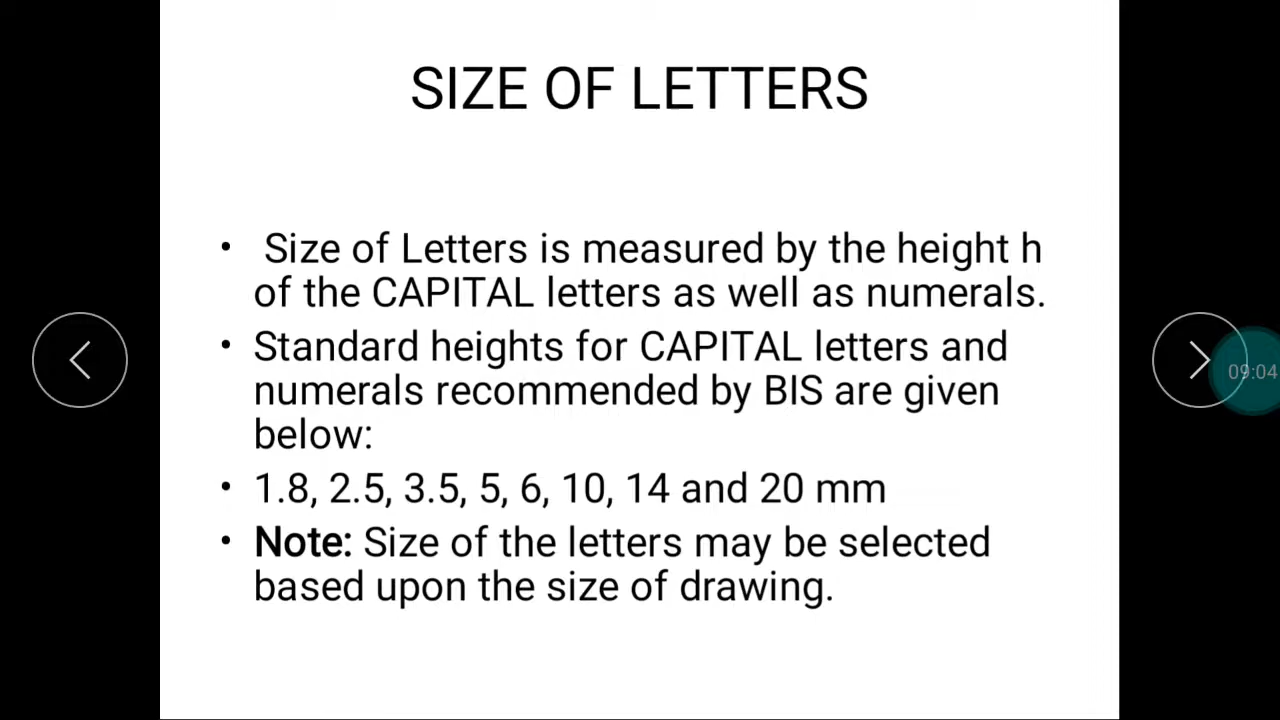 SIZE OF LETTERS
• Size of Letters is measured by the height h
of the CAPITAL letters as well as numerals.
• Standard heights for CAPITAL letters and
numerals recommended by BIS are given
below:
• 1.8, 2.5, 3.5, 5, 6, 10, 14 and 20 mm
• Note: Size of the letters may be selected
based upon the size of drawing.
09:04